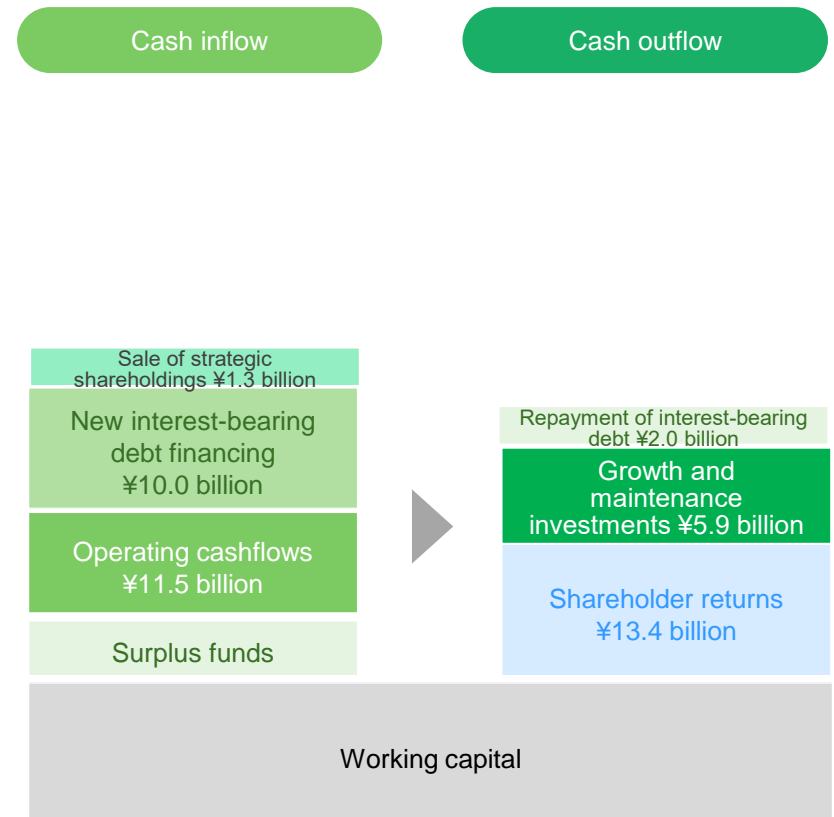 Cash inflow
Cash outflow
Sale of strategic
shareholdings ¥1.3 billion
New interest-bearing
debt financing
¥10.0 billion
Operating cashflows
¥11.5 billion
Surplus funds
Repayment of interest-bearing
debt ¥2.0 billion
Growth and
maintenance
investments ¥5.9 billion
Shareholder returns
¥13.4 billion
Working capital